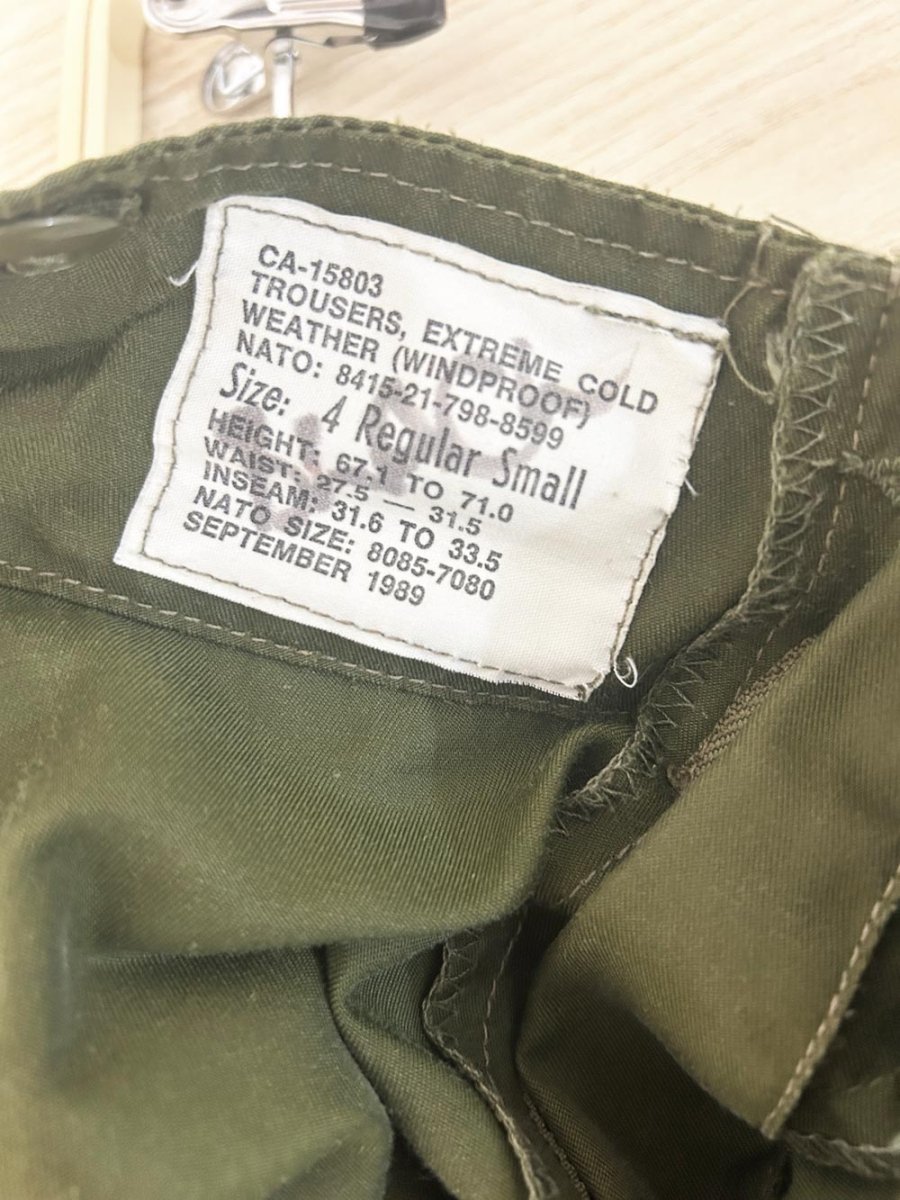 CA-15803
TROUSERS, EXTREME COLD
WEATHER (WINDPROOF)
NATO: 8415-21-798-8599
Size: 4 Regular Small
HEIGHT: 67.1 TO 71.0
WAIST: 27.5 — 31.5
INSEAM: 31.6 TO 33.5
NATO SIZE: 8085-7080
SEPTEMBER 1989